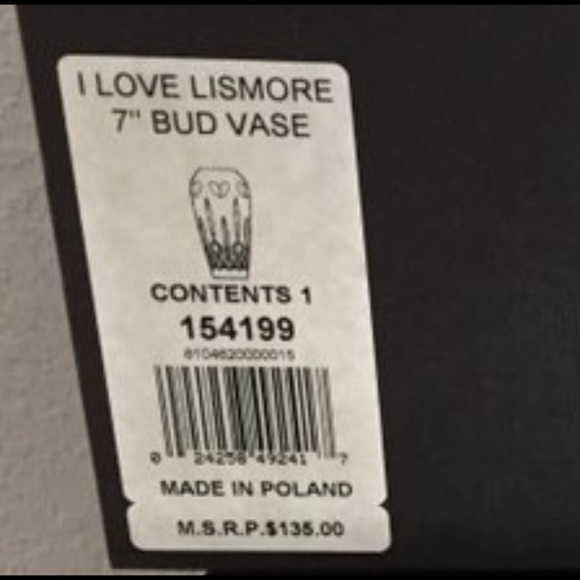 I LOVE LISMORE
7" BUD VASE
CONTENTS 1
154199
6104620000015
0 24258 49241 7
MADE IN POLAND
M.S.R.P.$135.00